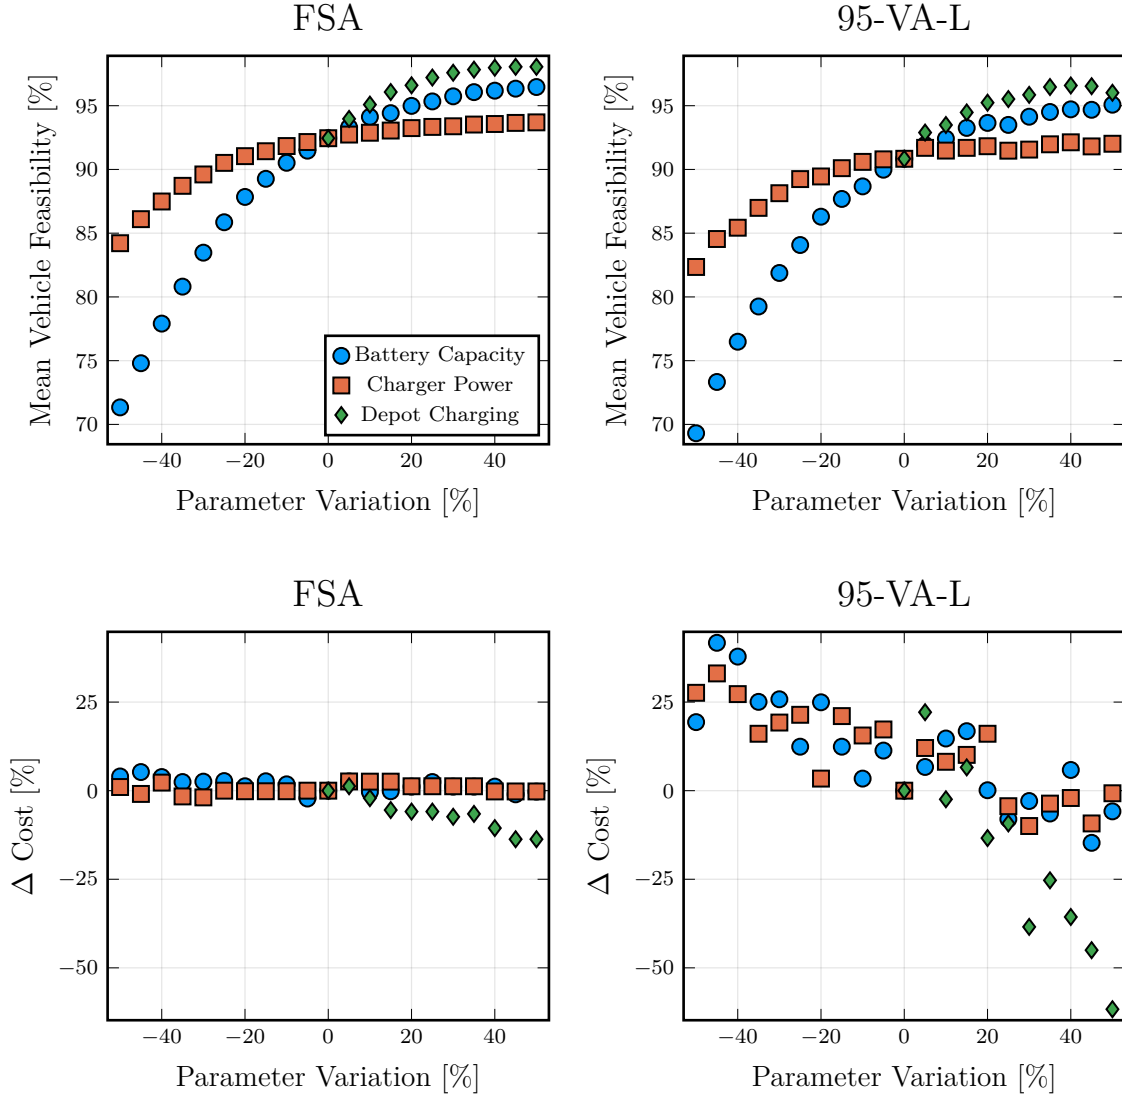 FSA
95-VA-L
Mean Vehicle Feasibility [%]
95
90
85
80
75
70
Battery Capacity
Charger Power
Depot Charging
−40
−20
0
20
40
Parameter Variation [%]
Mean Vehicle Feasibility [%]
95
90
85
80
75
70
−40
−20
0
20
40
Parameter Variation [%]
FSA
95-VA-L
Δ Cost [%]
25
0
−25
−50
−40
−20
0
20
40
Parameter Variation [%]
Δ Cost [%]
25
0
−25
−50
−40
−20
0
20
40
Parameter Variation [%]